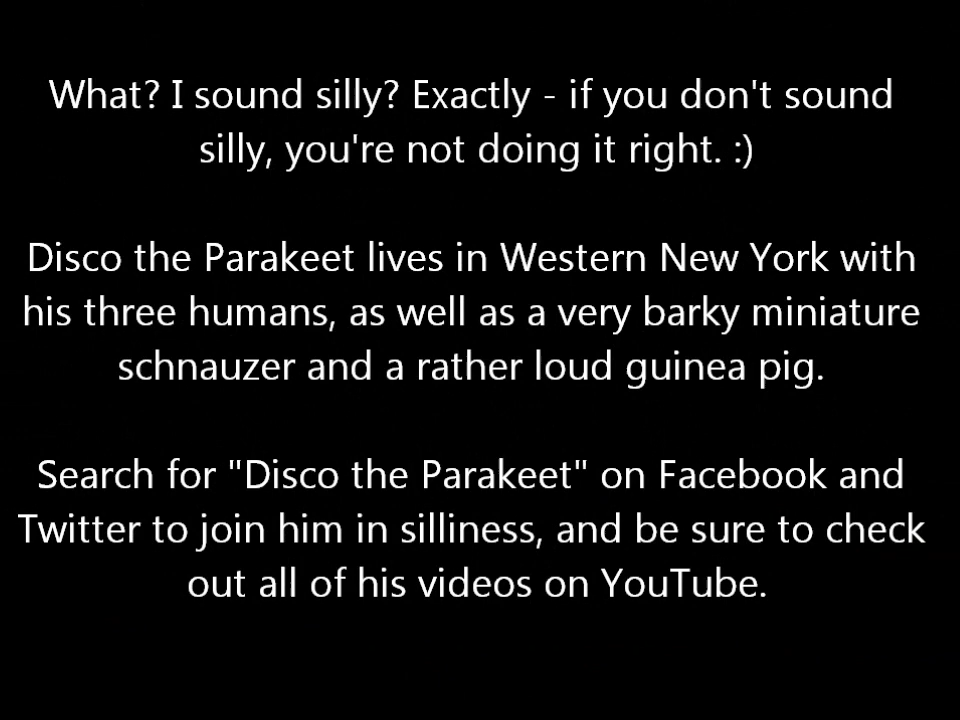 What? I sound silly? Exactly - if you don't sound
silly, you're not doing it right. :)
Disco the Parakeet lives in Western New York with
his three humans, as well as a very barky miniature
schnauzer and a rather loud guinea pig.
Search for "Disco the Parakeet" on Facebook and
Twitter to join him in silliness, and be sure to check
out all of his videos on YouTube.